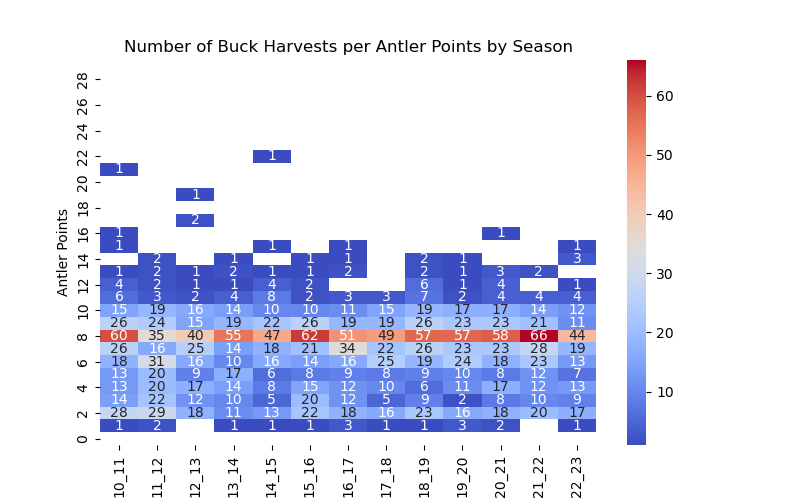 Number of Buck Harvests per Antler Points by Season
28
26
24
22 1
1
20
1
18
2
16 1 1
1 1 1 1
14 2 1 1 1 2 1 3
1 2 1 2 1 1 2 2 1 3 2
12 4 2 1 1 4 2 6 1 4 1
6 3 2 4 8 2 3 3 7 2 4 4 4
10 15 19 16 14 10 10 11 15 19 17 17 14 12
26 24 15 19 22 26 19 19 26 23 23 21 11
8 60 35 40 55 47 62 51 49 57 57 58 66 44
26 16 25 14 18 21 34 22 26 23 23 28 19
6 18 31 16 10 16 14 16 25 19 24 18 23 13
13 20 9 17 6 8 9 8 9 10 8 12 7
4 13 20 17 14 8 15 12 10 6 11 17 12 13
14 22 12 10 5 20 12 5 9 2 8 10 9
2 28 29 18 11 13 22 18 16 23 16 18 20 17
1 2 1 1 1 3 1 1 3 2 1
0
Antler Points
10_11 11_12 12_13 13_14 14_15 15_16 16_17 17_18 18_19 19_20 20_21 21_22 22_23
60
50
40
30
20
10